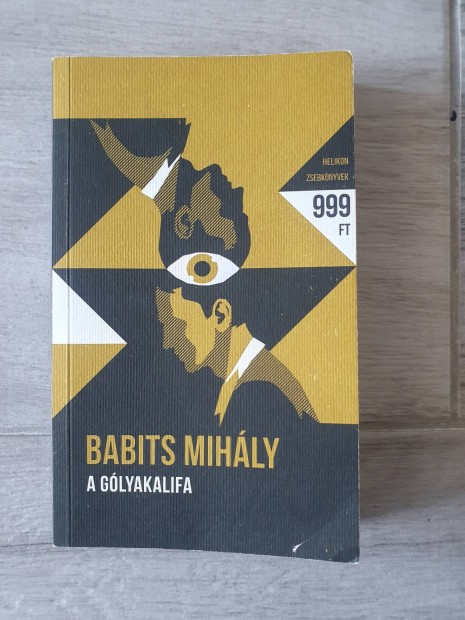 HELIKON
ZSEBKÖNYVEK
999
FT
BABITS MIHÁLY
A GÓLYAKALIFA